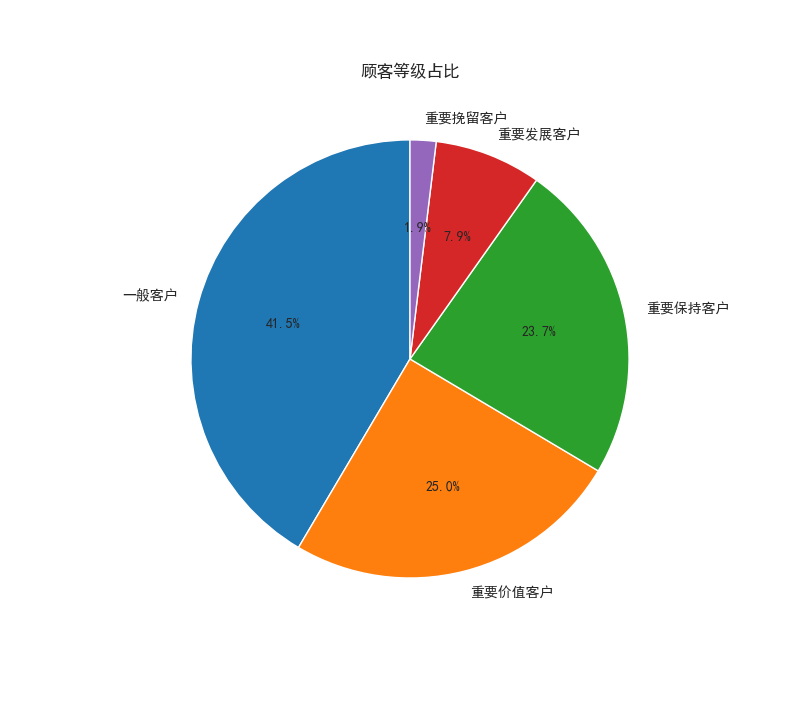 顾客等级占比
重要挽留客户
重要发展客户
1.9%
7.9%
一般客户
重要保持客户
41.5%
23.7%
25.0%
重要价值客户